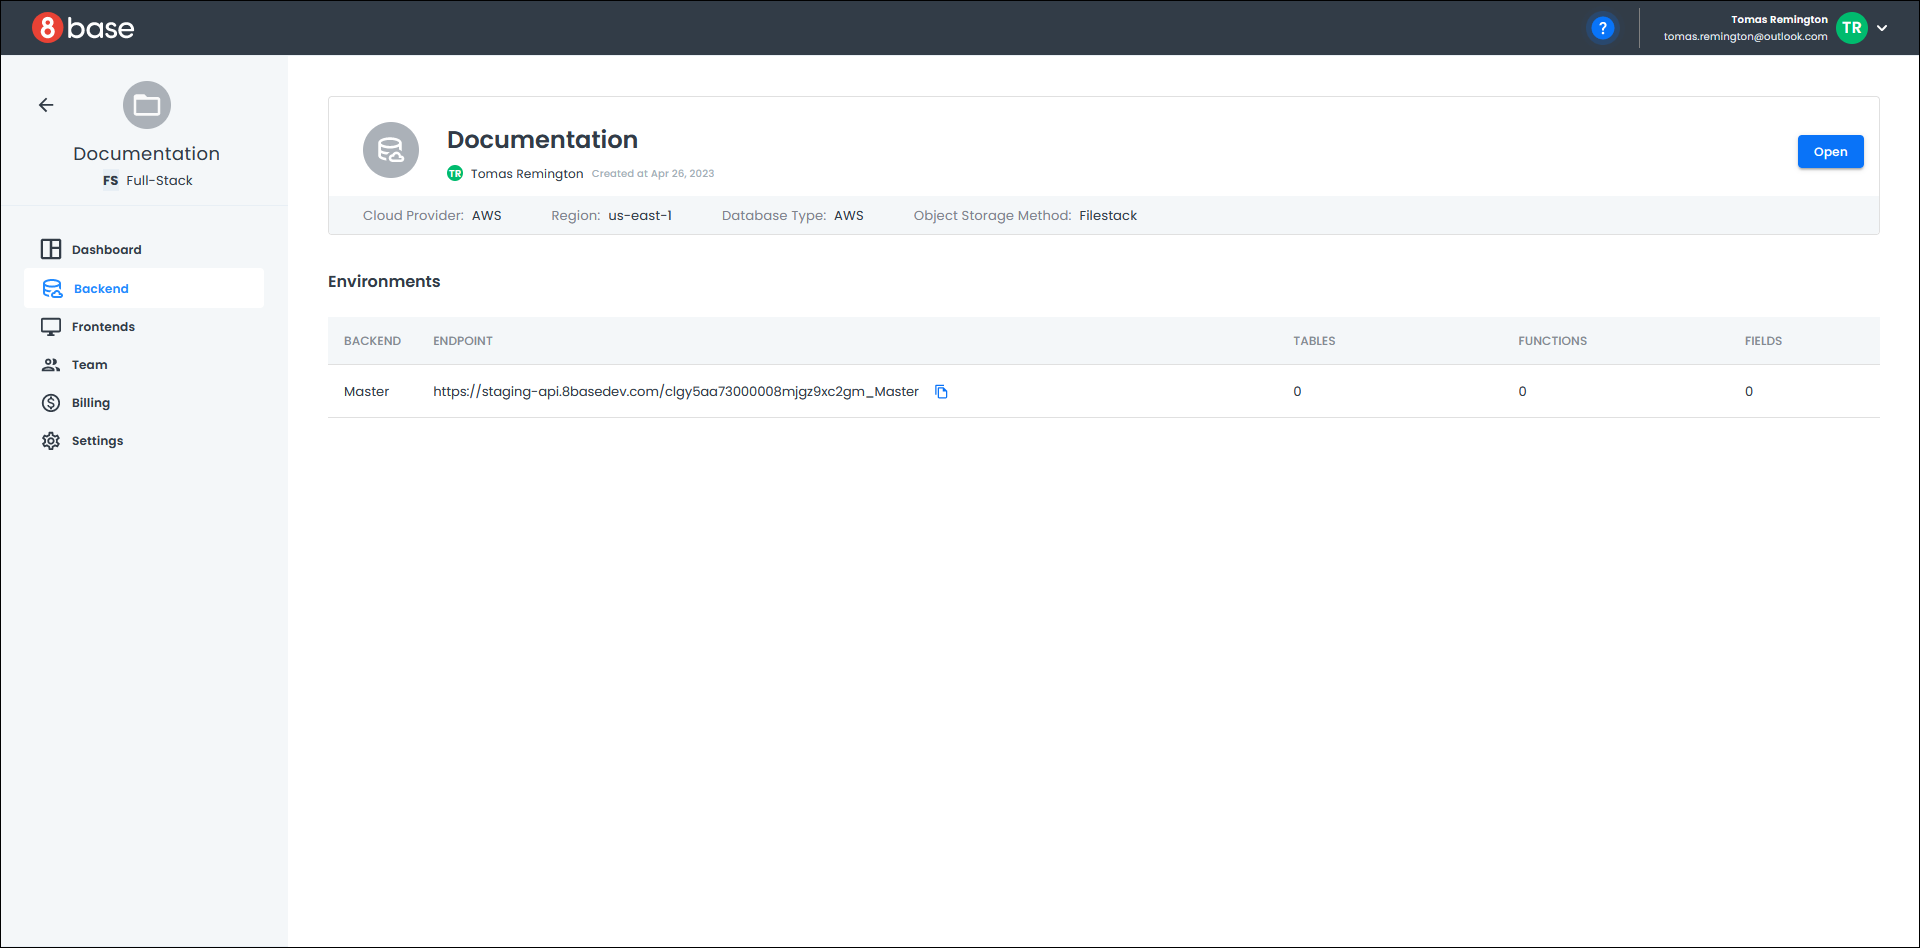 8base
?
Tomas Remington
tomas.remington@outlook.com
TR
Documentation
FS Full-Stack
Dashboard
Backend
Frontends
Team
Billing
Settings
Documentation
TR Tomas Remington Created at Apr 26, 2023
Open
Cloud Provider: AWS Region: us-east-1 Database Type: AWS Object Storage Method: Filestack
Environments
BACKEND ENDPOINT TABLES FUNCTIONS FIELDS
Master https://staging-api.8basedev.com/clgy5aa73000008mjgz9xc2gm_Master 0 0 0